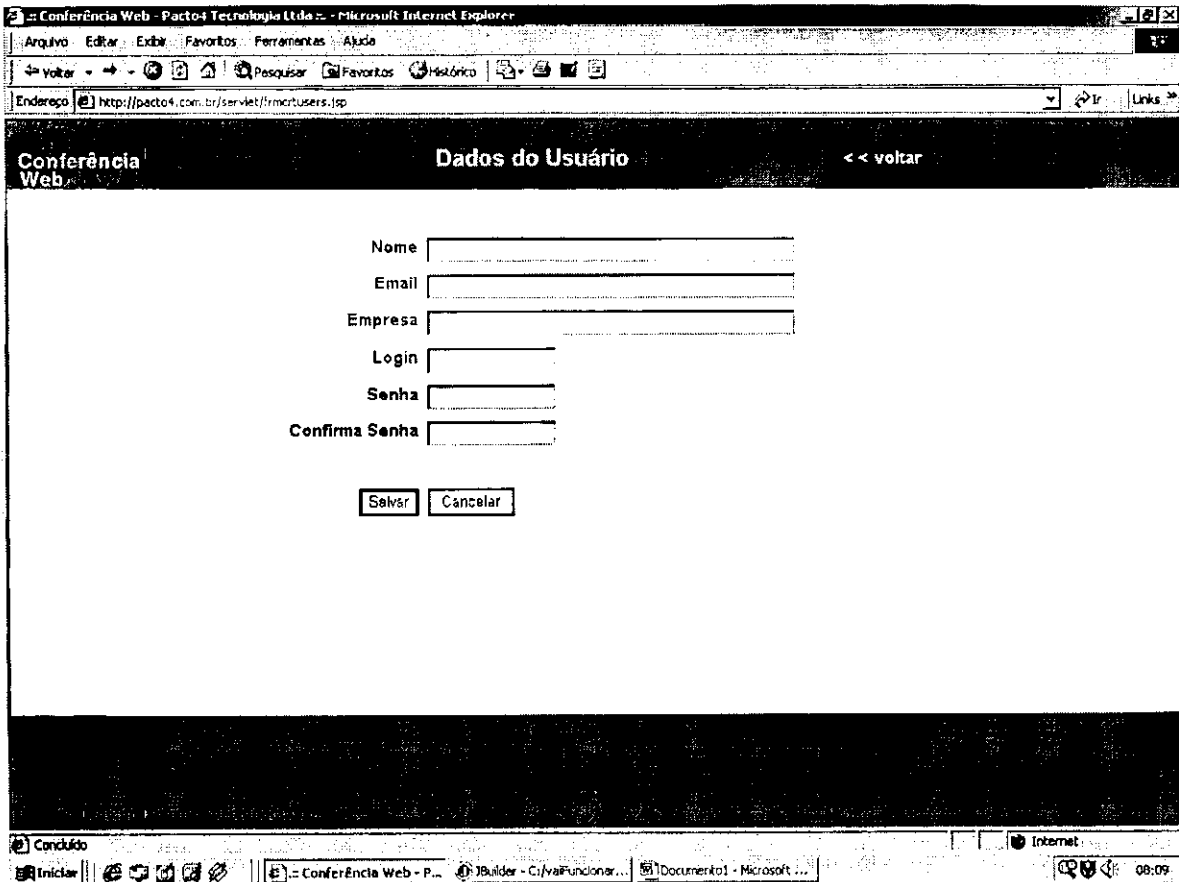 .:: Conferência Web - Pacto4 Tecnologia Ltda ::. - Microsoft Internet Explorer
Arquivo Editar Exibir Favoritos Ferramentas Ajuda
Voltar Pesquisar Favoritos Histórico
Endereço http://pacto4.com.br/servlet/frmcrtusers.jsp Ir Links »
Conferência Web
Dados do Usuário
<< voltar
Nome
Email
Empresa
Login
Senha
Confirma Senha
Salvar Cancelar
Concluído Internet
Iniciar .:: Conferência Web - P... JBuilder - C:/vaiFuncionar... Documento1 - Microsoft ... 08:09